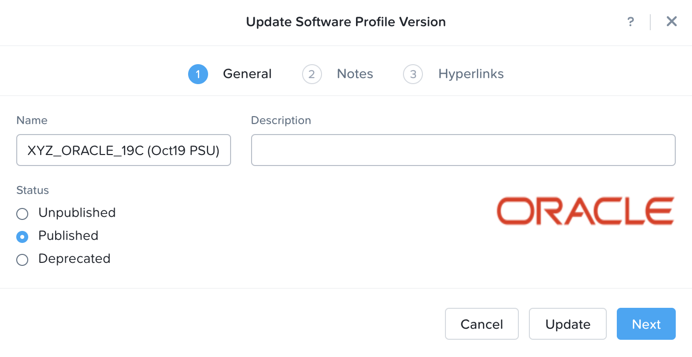 Update Software Profile Version
?
1 General 2 Notes 3 Hyperlinks
Name Description
XYZ_ORACLE_19C (Oct19 PSU)
Status
Unpublished
Published
Deprecated
ORACLE
Cancel Update Next